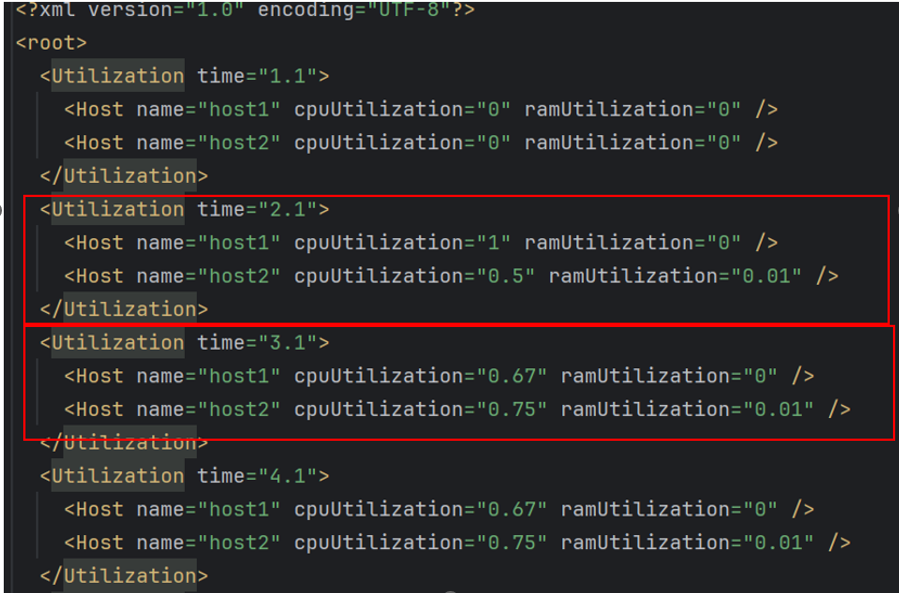 <?xml version="1.0" encoding="UTF-8"?>
<root>
<Utilization time="1.1">
<Host name="host1" cpuUtilization="0" ramUtilization="0" />
<Host name="host2" cpuUtilization="0" ramUtilization="0" />
</Utilization>
<Utilization time="2.1">
<Host name="host1" cpuUtilization="1" ramUtilization="0" />
<Host name="host2" cpuUtilization="0.5" ramUtilization="0.01" />
</Utilization>
<Utilization time="3.1">
<Host name="host1" cpuUtilization="0.67" ramUtilization="0" />
<Host name="host2" cpuUtilization="0.75" ramUtilization="0.01" />
</Utilization>
<Utilization time="4.1">
<Host name="host1" cpuUtilization="0.67" ramUtilization="0" />
<Host name="host2" cpuUtilization="0.75" ramUtilization="0.01" />
</Utilization>